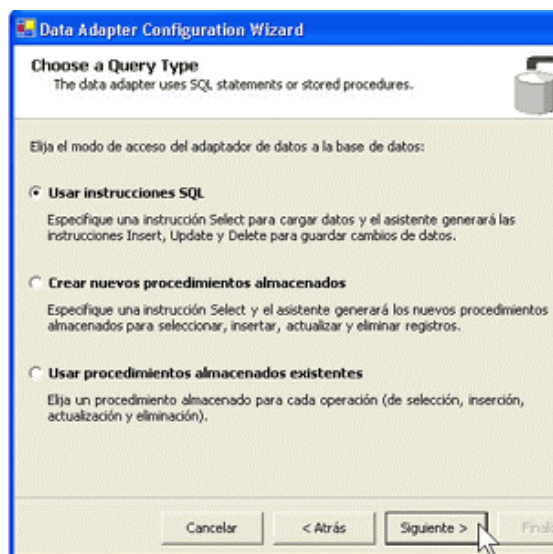 Data Adapter Configuration Wizard
Choose a Query Type
The data adapter uses SQL statements or stored procedures.
Elija el modo de acceso del adaptador de datos a la base de datos:
Usar instrucciones SQL
Especifique una instrucción Select para cargar datos y el asistente generará las
instrucciones Insert, Update y Delete para guardar cambios de datos.
Crear nuevos procedimientos almacenados
Especifique una instrucción Select y el asistente generará los nuevos procedimientos
almacenados para seleccionar, insertar, actualizar y eliminar registros.
Usar procedimientos almacenados existentes
Elija un procedimiento almacenado para cada operación (de selección, inserción,
actualización y eliminación).
Cancelar < Atrás Siguiente >